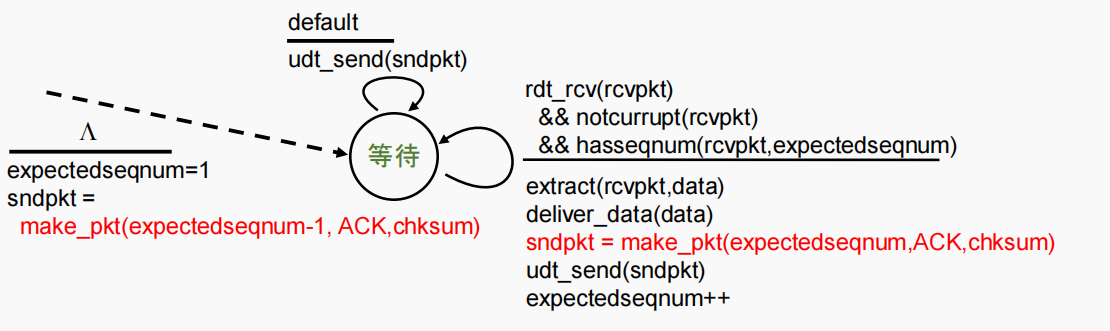 default
udt_send(sndpkt)
Λ
expectedseqnum=1
sndpkt =
make_pkt(expectedseqnum-1, ACK,chksum)
等待
rdt_rcv(rcvpkt)
&& notcurrupt(rcvpkt)
&& hasseqnum(rcvpkt,expectedseqnum)
extract(rcvpkt,data)
deliver_data(data)
sndpkt = make_pkt(expectedseqnum,ACK,chksum)
udt_send(sndpkt)
expectedseqnum++